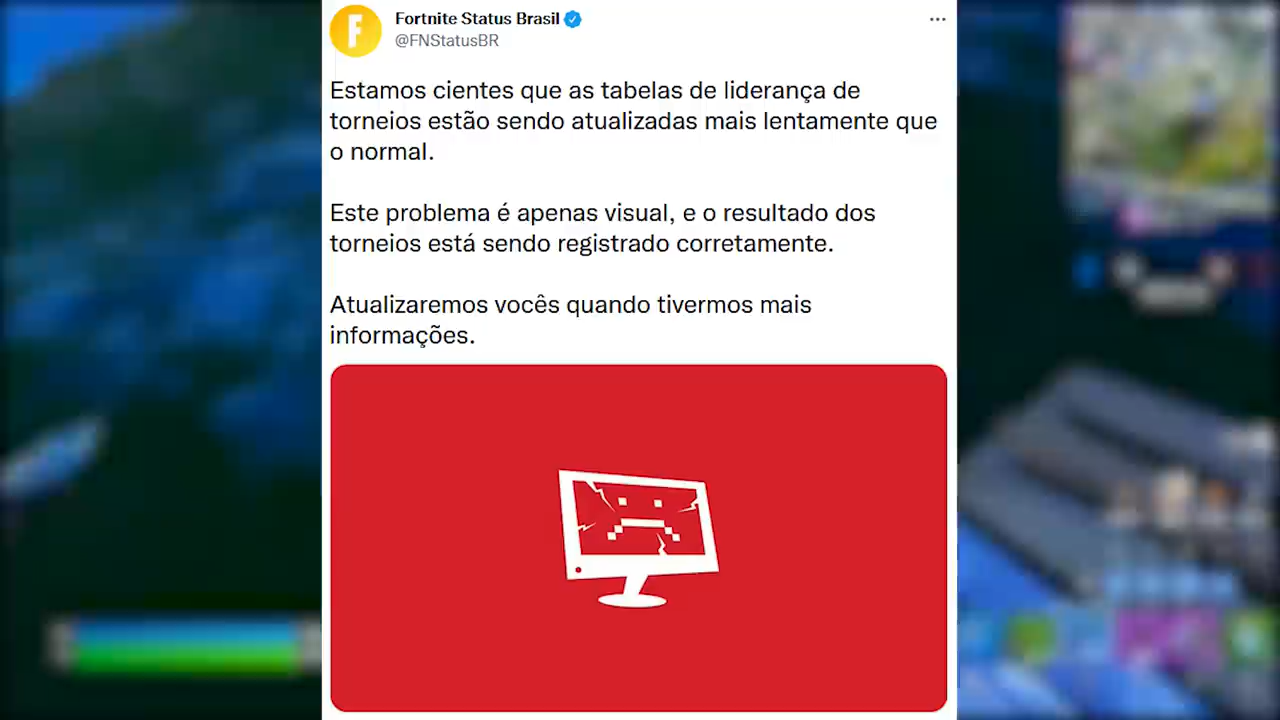 Fortnite Status Brasil
@FNStatusBR
Estamos cientes que as tabelas de liderança de
torneios estão sendo atualizadas mais lentamente que
o normal.
Este problema é apenas visual, e o resultado dos
torneios está sendo registrado corretamente.
Atualizaremos vocês quando tivermos mais
informações.